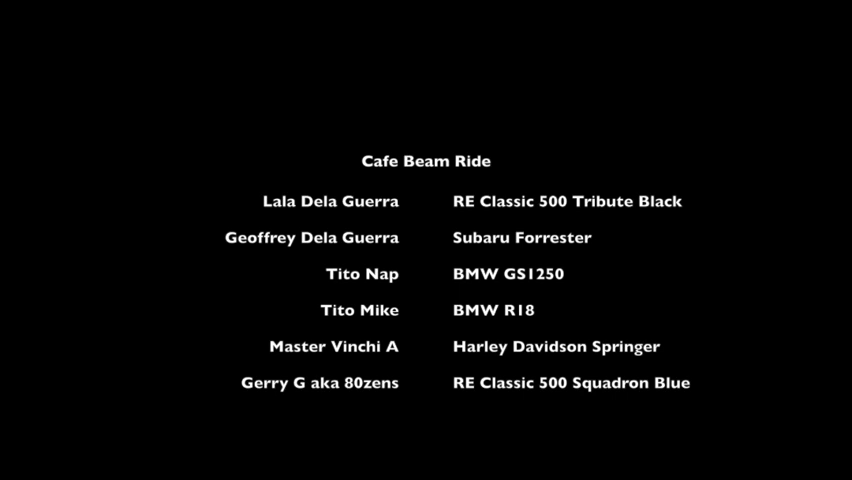 Cafe Beam Ride
Lala Dela Guerra RE Classic 500 Tribute Black
Geoffrey Dela Guerra Subaru Forrester
Tito Nap BMW GS1250
Tito Mike BMW R18
Master Vinchi A Harley Davidson Springer
Gerry G aka 80zens RE Classic 500 Squadron Blue